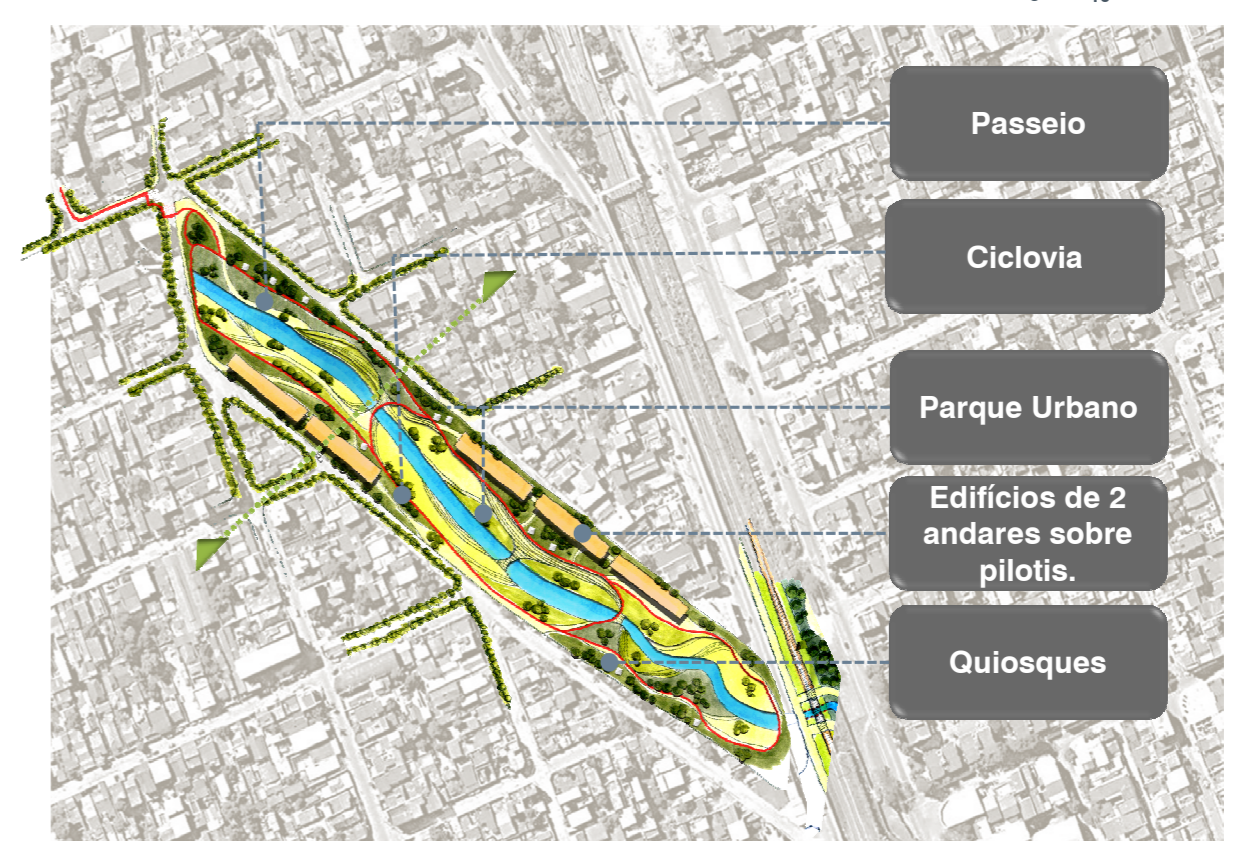 Passeio
Ciclovia
Parque Urbano
Edifícios de 2
andares sobre
pilotis.
Quiosques